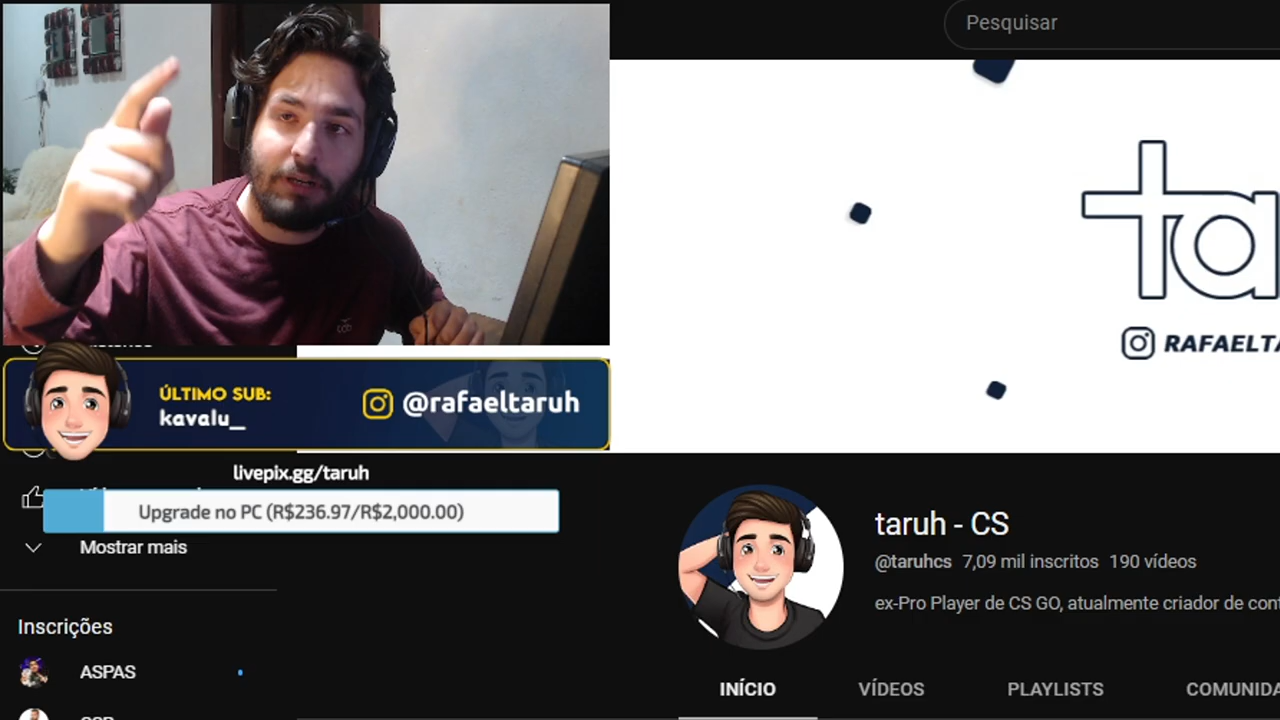 Pesquisar
ta
RAFAELTA
ÚLTIMO SUB:
kavalu_
@rafaeltaruh
livepix.gg/taruh
Upgrade no PC (R$236.97/R$2,000.00)
Mostrar mais
Inscrições
ASPAS
taruh - CS
@taruhcs 7,09 mil inscritos 190 vídeos
ex-Pro Player de CS GO, atualmente criador de con
INÍCIO VÍDEOS PLAYLISTS COMUNIDA